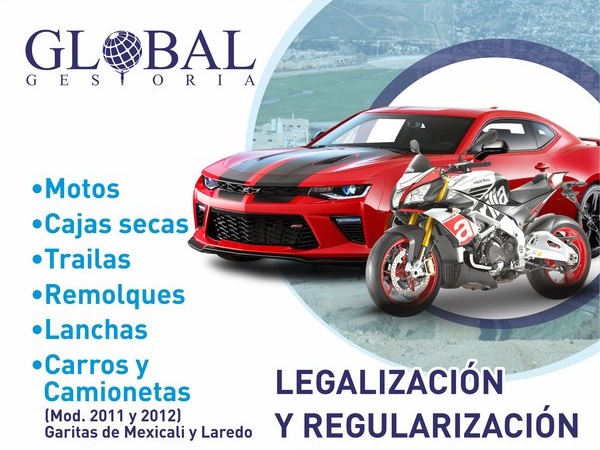 GLOBAL
GESTORIA
•Motos
•Cajas secas
•Trailas
•Remolques
•Lanchas
•Carros y
Camionetas
(Mod. 2011 y 2012)
Garitas de Mexicali y Laredo
LEGALIZACIÓN
Y REGULARIZACIÓN